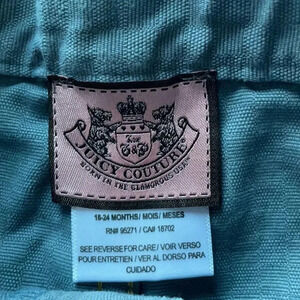 J&C
JUICY COUTURE
BORN IN THE GLAMOROUS USA
18-24 MONTHS/ MOIS/ MESES
RN# 95271 / CA# 18702
SEE REVERSE FOR CARE/ VOIR VERSO
POUR ENTRETIEN / VER AL DORSO PARA
CUIDADO